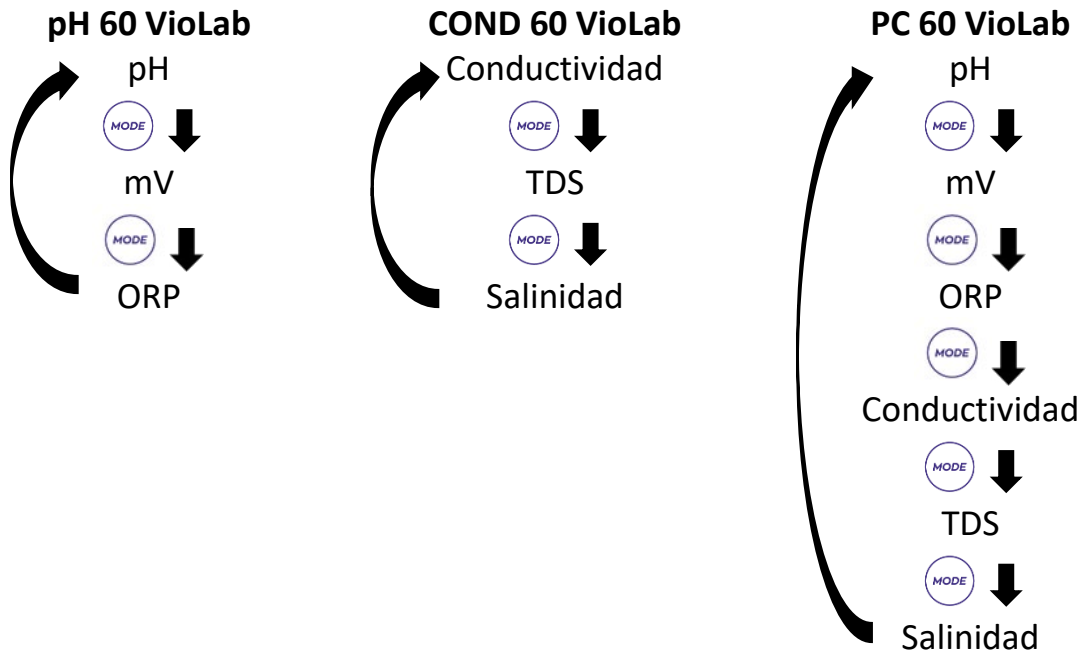 pH 60 VioLab
pH
MODE
mV
MODE
ORP
COND 60 VioLab
Conductividad
MODE
TDS
MODE
Salinidad
PC 60 VioLab
pH
MODE
mV
MODE
ORP
MODE
Conductividad
MODE
TDS
MODE
Salinidad